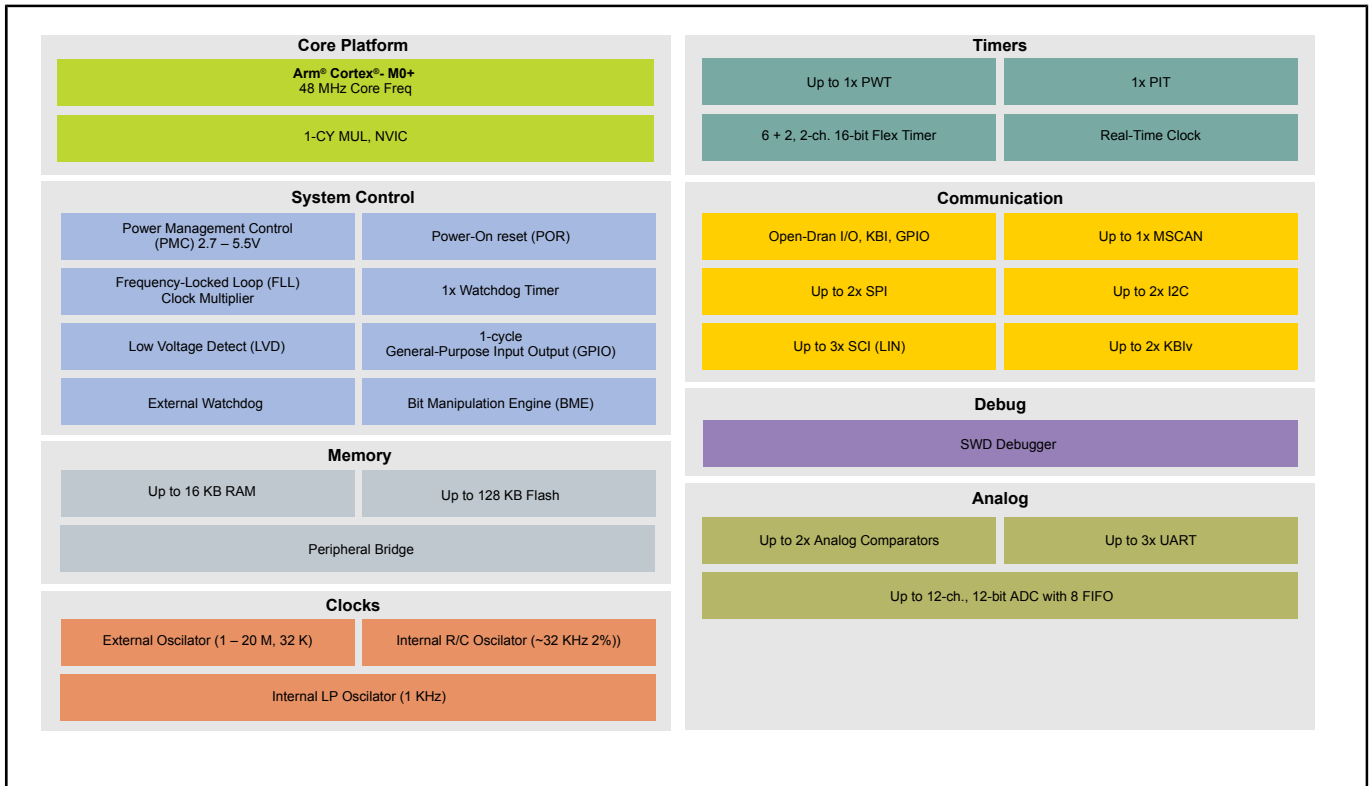 Core Platform
Arm® Cortex®- M0+
48 MHz Core Freq
1-CY MUL, NVIC
System Control
Power Management Control
(PMC) 2.7 – 5.5V
Power-On reset (POR)
Frequency-Locked Loop (FLL)
Clock Multiplier
1x Watchdog Timer
Low Voltage Detect (LVD)
1-cycle
General-Purpose Input Output (GPIO)
External Watchdog
Bit Manipulation Engine (BME)
Memory
Up to 16 KB RAM
Up to 128 KB Flash
Peripheral Bridge
Clocks
External Oscilator (1 – 20 M, 32 K)
Internal R/C Oscilator (~32 KHz 2%))
Internal LP Oscilator (1 KHz)
Timers
Up to 1x PWT
1x PIT
6 + 2, 2-ch. 16-bit Flex Timer
Real-Time Clock
Communication
Open-Dran I/O, KBI, GPIO
Up to 1x MSCAN
Up to 2x SPI
Up to 2x I2C
Up to 3x SCI (LIN)
Up to 2x KBIv
Debug
SWD Debugger
Analog
Up to 2x Analog Comparators
Up to 3x UART
Up to 12-ch., 12-bit ADC with 8 FIFO